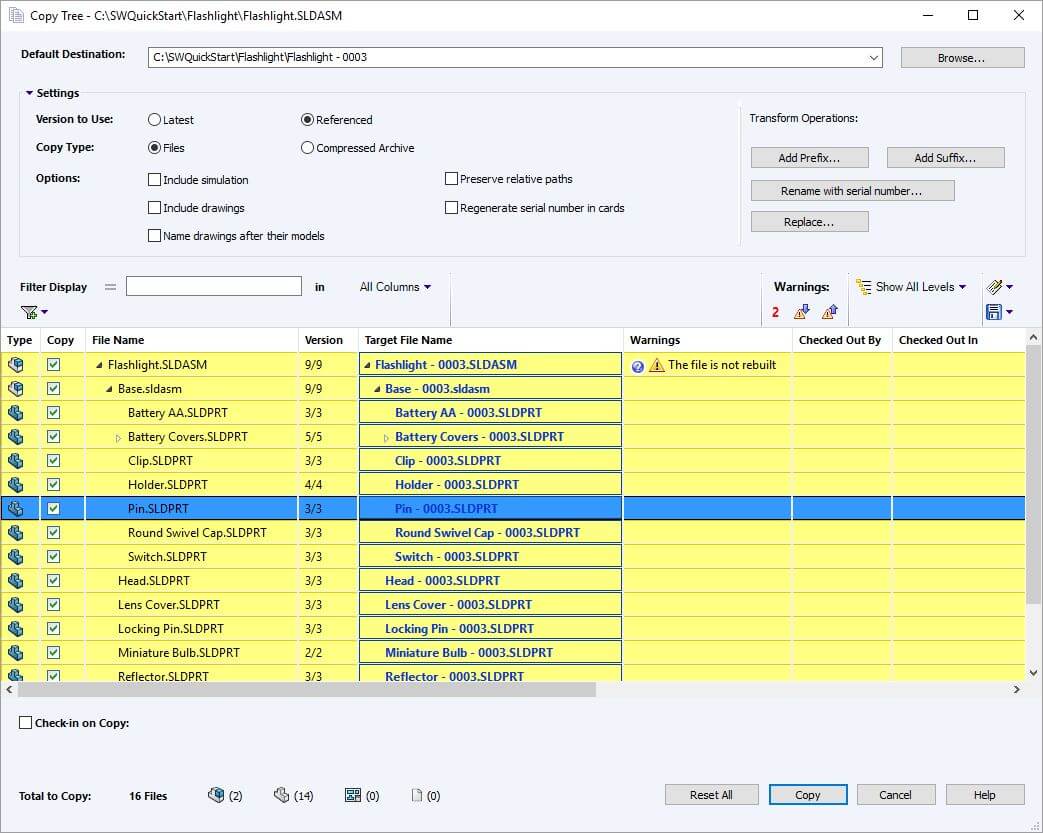 Copy Tree - C:\SWQuickStart\Flashlight\Flashlight.SLDASM
Default Destination: C:\SWQuickStart\Flashlight\Flashlight - 0003 Browse...
Settings
Version to Use: Latest Referenced Transform Operations:
Copy Type: Files Compressed Archive Add Prefix... Add Suffix...
Options: Include simulation Preserve relative paths Rename with serial number...
Include drawings Regenerate serial number in cards Replace...
Name drawings after their models
Filter Display = in All Columns Warnings: Show All Levels
2
Type Copy File Name Version Target File Name Warnings Checked Out By Checked Out In
Flashlight.SLDASM 9/9 Flashlight - 0003.SLDASM The file is not rebuilt
Base.sldasm 9/9 Base - 0003.sldasm
Battery AA.SLDPRT 3/3 Battery AA - 0003.SLDPRT
Battery Covers.SLDPRT 5/5 Battery Covers - 0003.SLDPRT
Clip.SLDPRT 3/3 Clip - 0003.SLDPRT
Holder.SLDPRT 4/4 Holder - 0003.SLDPRT
Pin.SLDPRT 3/3 Pin - 0003.SLDPRT
Round Swivel Cap.SLDPRT 3/3 Round Swivel Cap - 0003.SLDPRT
Switch.SLDPRT 3/3 Switch - 0003.SLDPRT
Head.SLDPRT 3/3 Head - 0003.SLDPRT
Lens Cover.SLDPRT 3/3 Lens Cover - 0003.SLDPRT
Locking Pin.SLDPRT 3/3 Locking Pin - 0003.SLDPRT
Miniature Bulb.SLDPRT 2/2 Miniature Bulb - 0003.SLDPRT
Reflector.SLDPRT 3/3 Reflector - 0003.SLDPRT
Check-in on Copy:
Total to Copy: 16 Files (2) (14) (0) (0) Reset All Copy Cancel Help